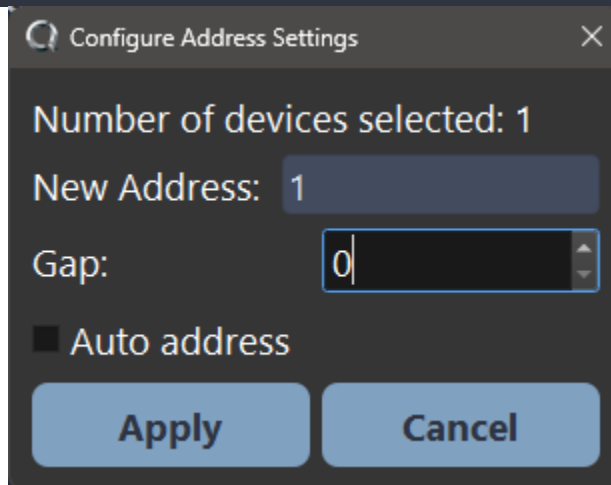 Configure Address Settings
Number of devices selected: 1
New Address: 1
Gap: 0
Auto address
Apply Cancel